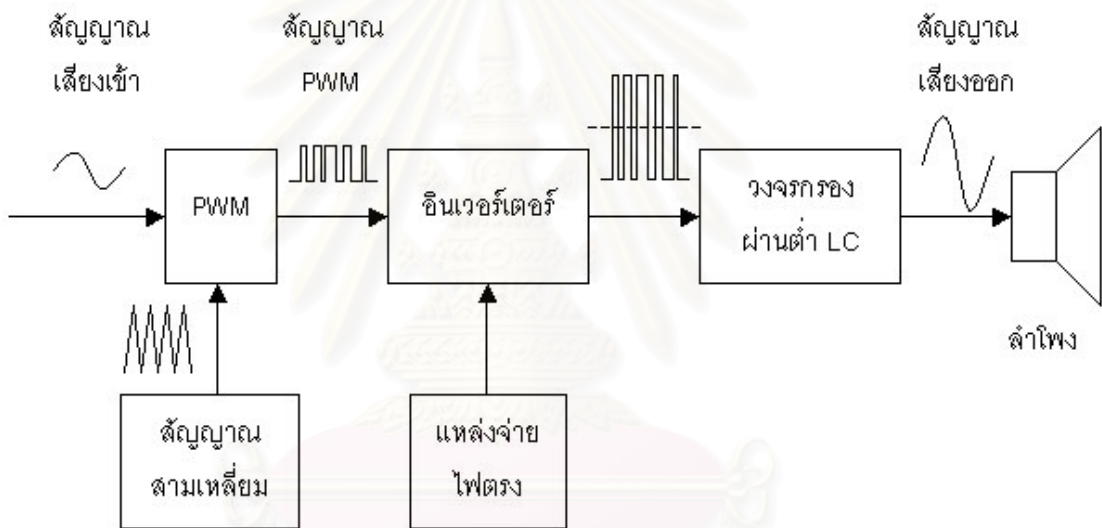 สัญญาณ
เสียงเข้า
สัญญาณ
PWM
สัญญาณ
เสียงออก
PWM
อินเวอร์เตอร์
วงจรกรอง
ผ่านต่ำ LC
ลำโพง
สัญญาณ
สามเหลี่ยม
แหล่งจ่าย
ไฟตรง